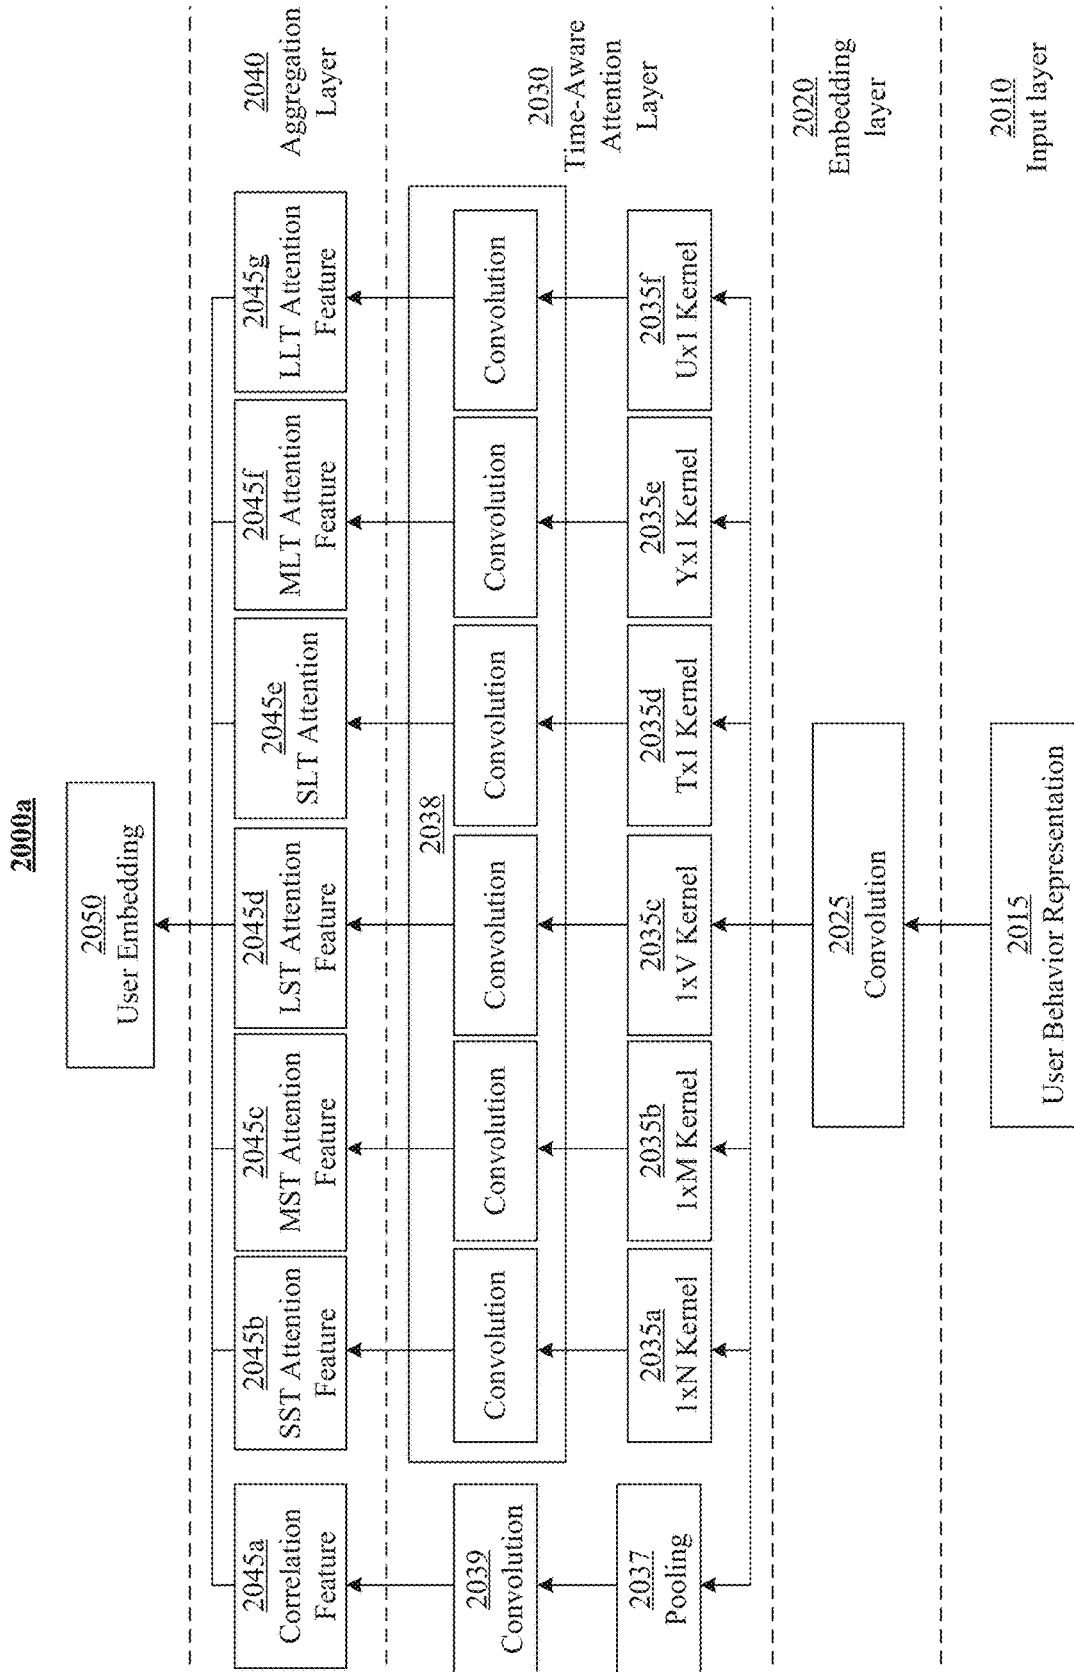 2000a
2050
User Embedding
2040
Aggregation
Layer
2045a
Correlation
Feature
2045b
SST Attention
Feature
2045c
MST Attention
Feature
2045d
LST Attention
Feature
2045e
SLT Attention
2045f
MLT Attention
Feature
2045g
LLT Attention
Feature
2030
Time-Aware
Attention
Layer
2038
2039
Convolution
Convolution
Convolution
Convolution
Convolution
Convolution
Convolution
2037
Pooling
2035a
1xN Kernel
2035b
1xM Kernel
2035c
1xV Kernel
2035d
Tx1 Kernel
2035e
Yx1 Kernel
2035f
Ux1 Kernel
2020
Embedding
layer
2025
Convolution
2010
Input layer
2015
User Behavior Representation